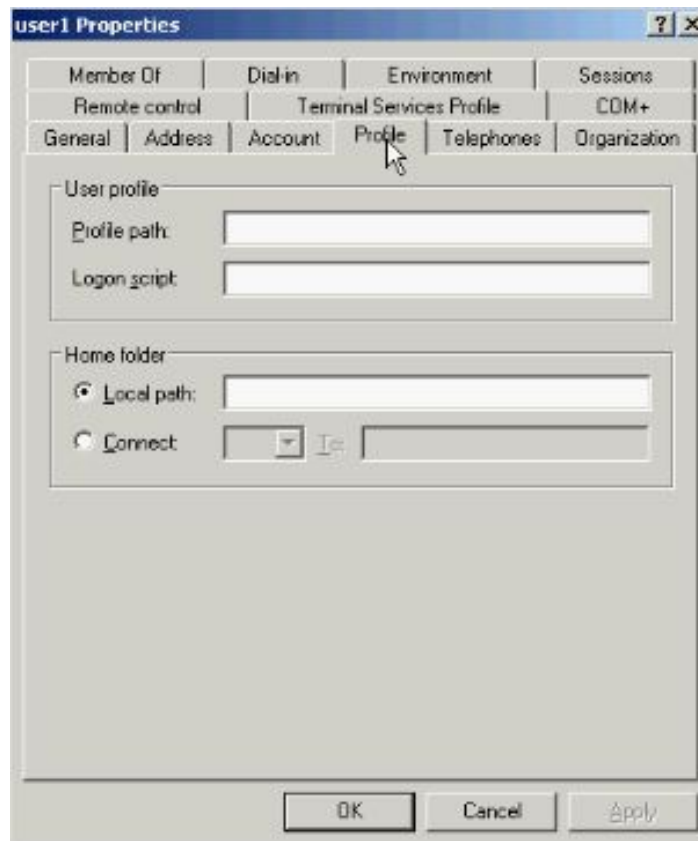 user1 Properties
Member Of Dial-in Environment Sessions
Remote control Terminal Services Profile COM+
General Address Account Profile Telephones Organization
User profile
Profile path:
Logon script:
Home folder
Local path:
Connect: To:
OK Cancel Apply